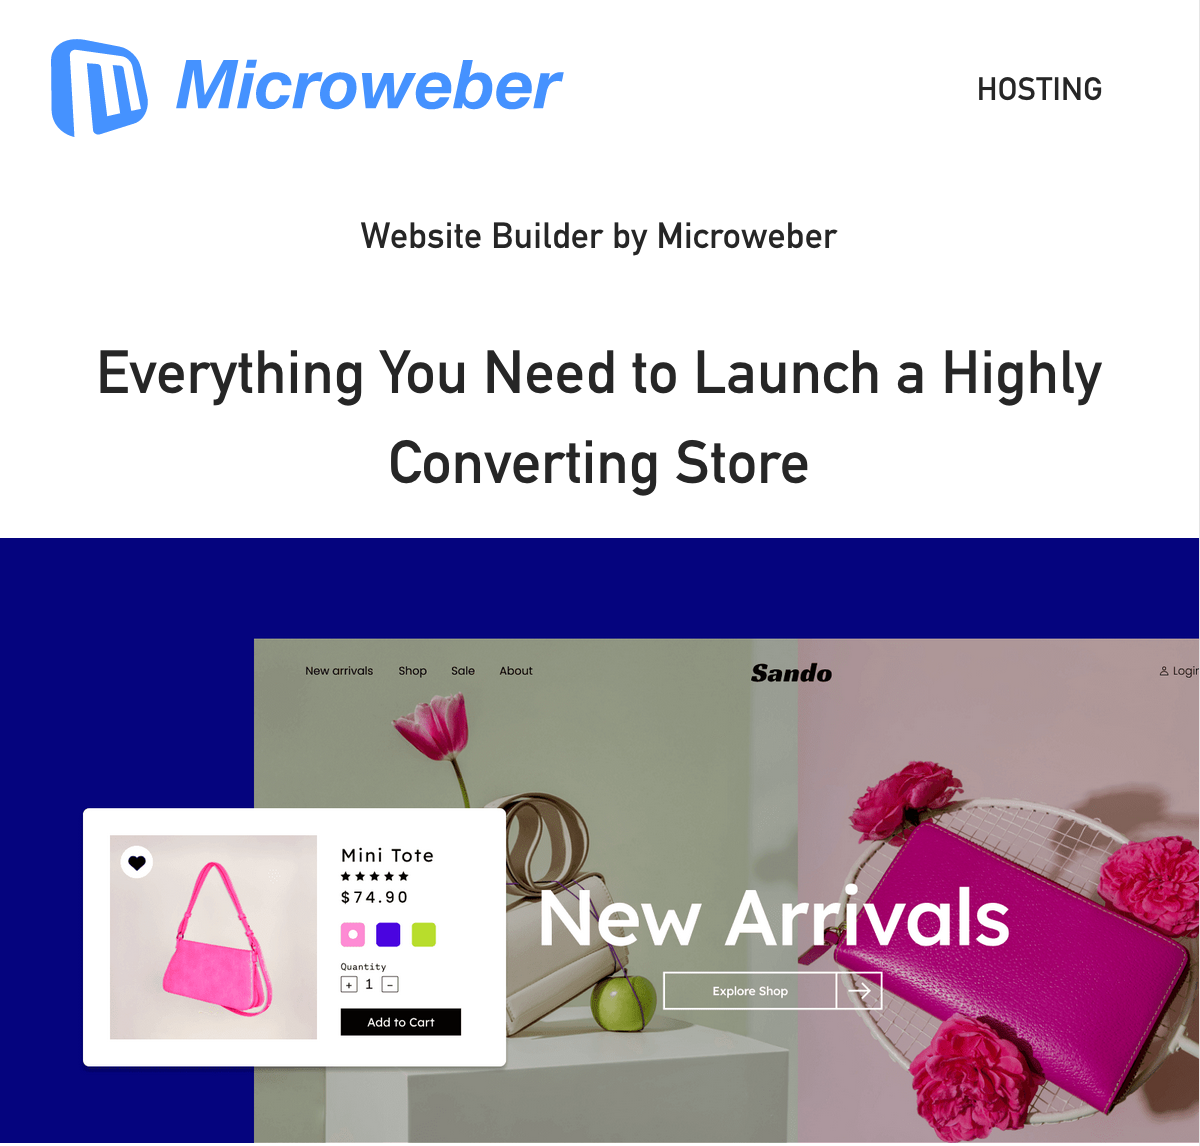 Microweber
HOSTING
Website Builder by Microweber
Everything You Need to Launch a Highly
Converting Store
New arrivals Shop Sale About
Sando
Login
Mini Tote
$74.90
Quantity
+ 1 -
Add to Cart
New Arrivals
Explore Shop